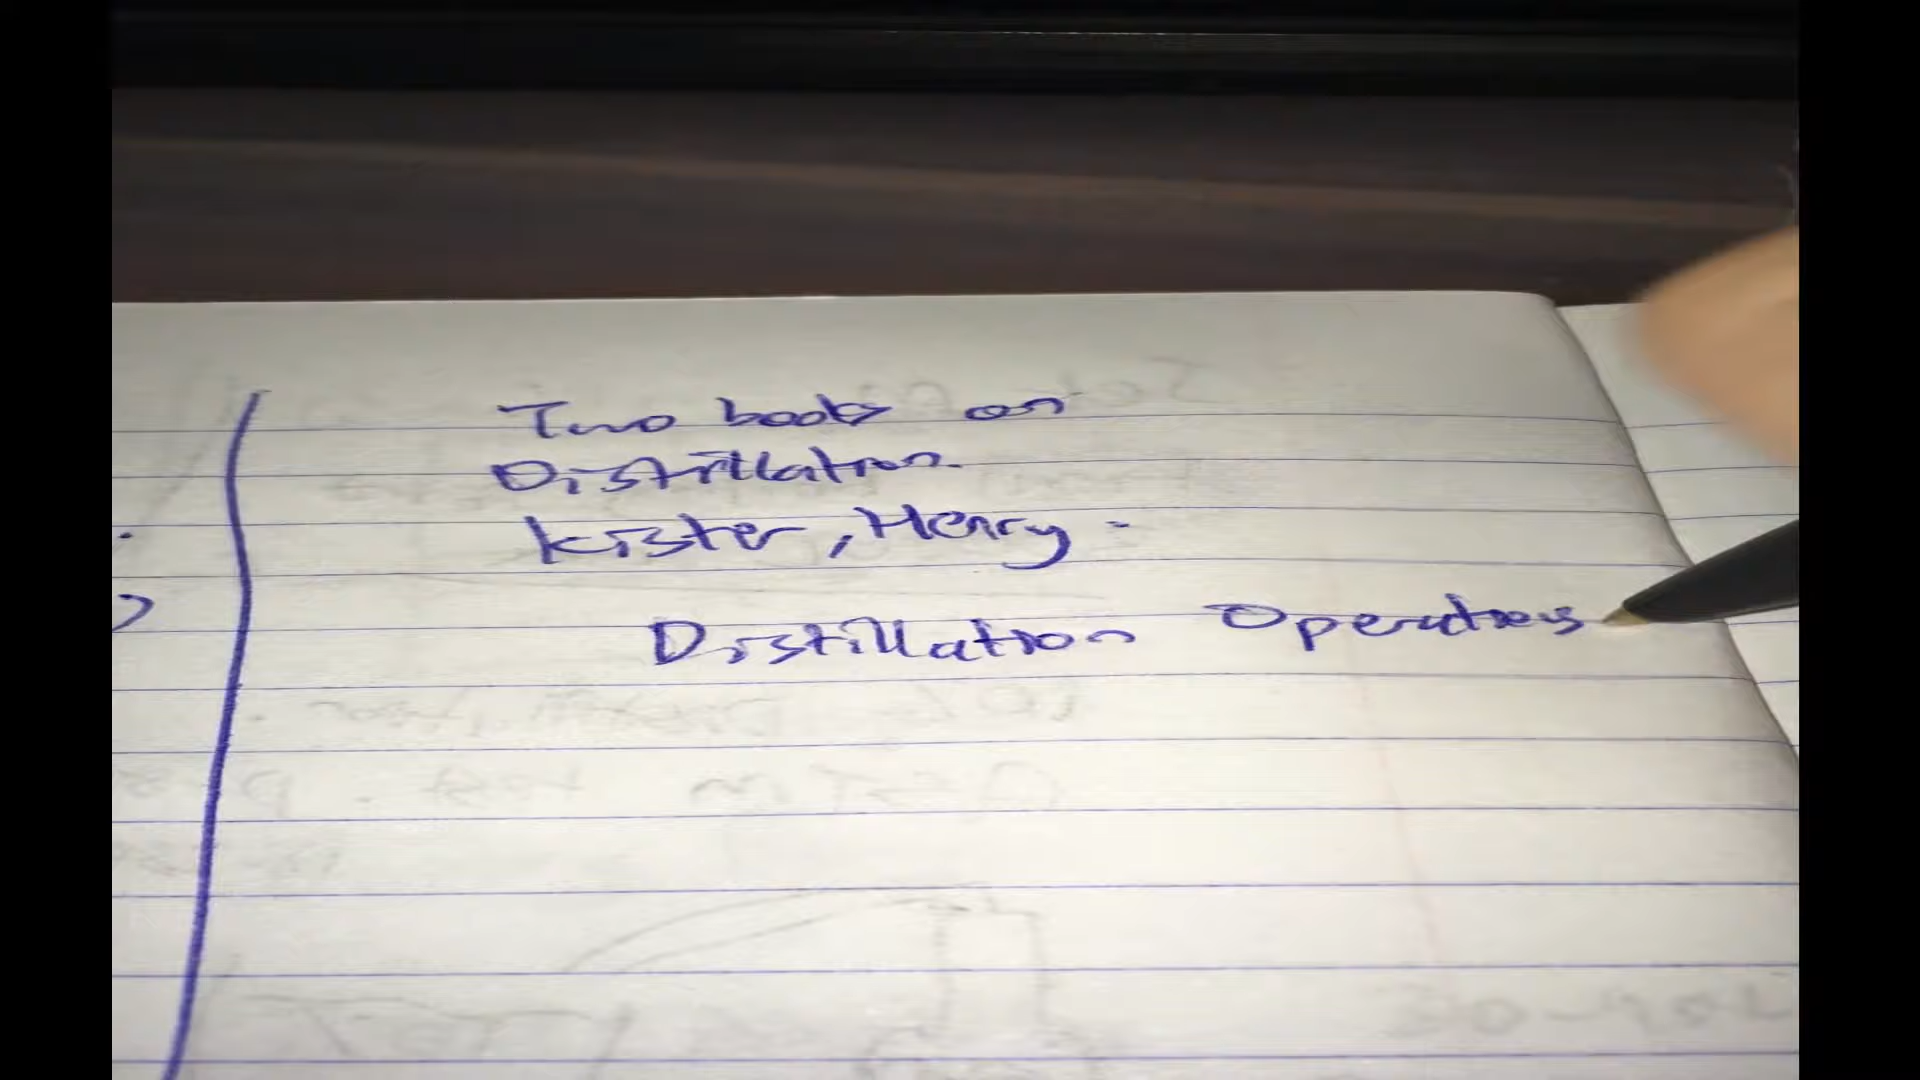 Two books on
Distillation.
Kister, Henry -
Distillation Operations